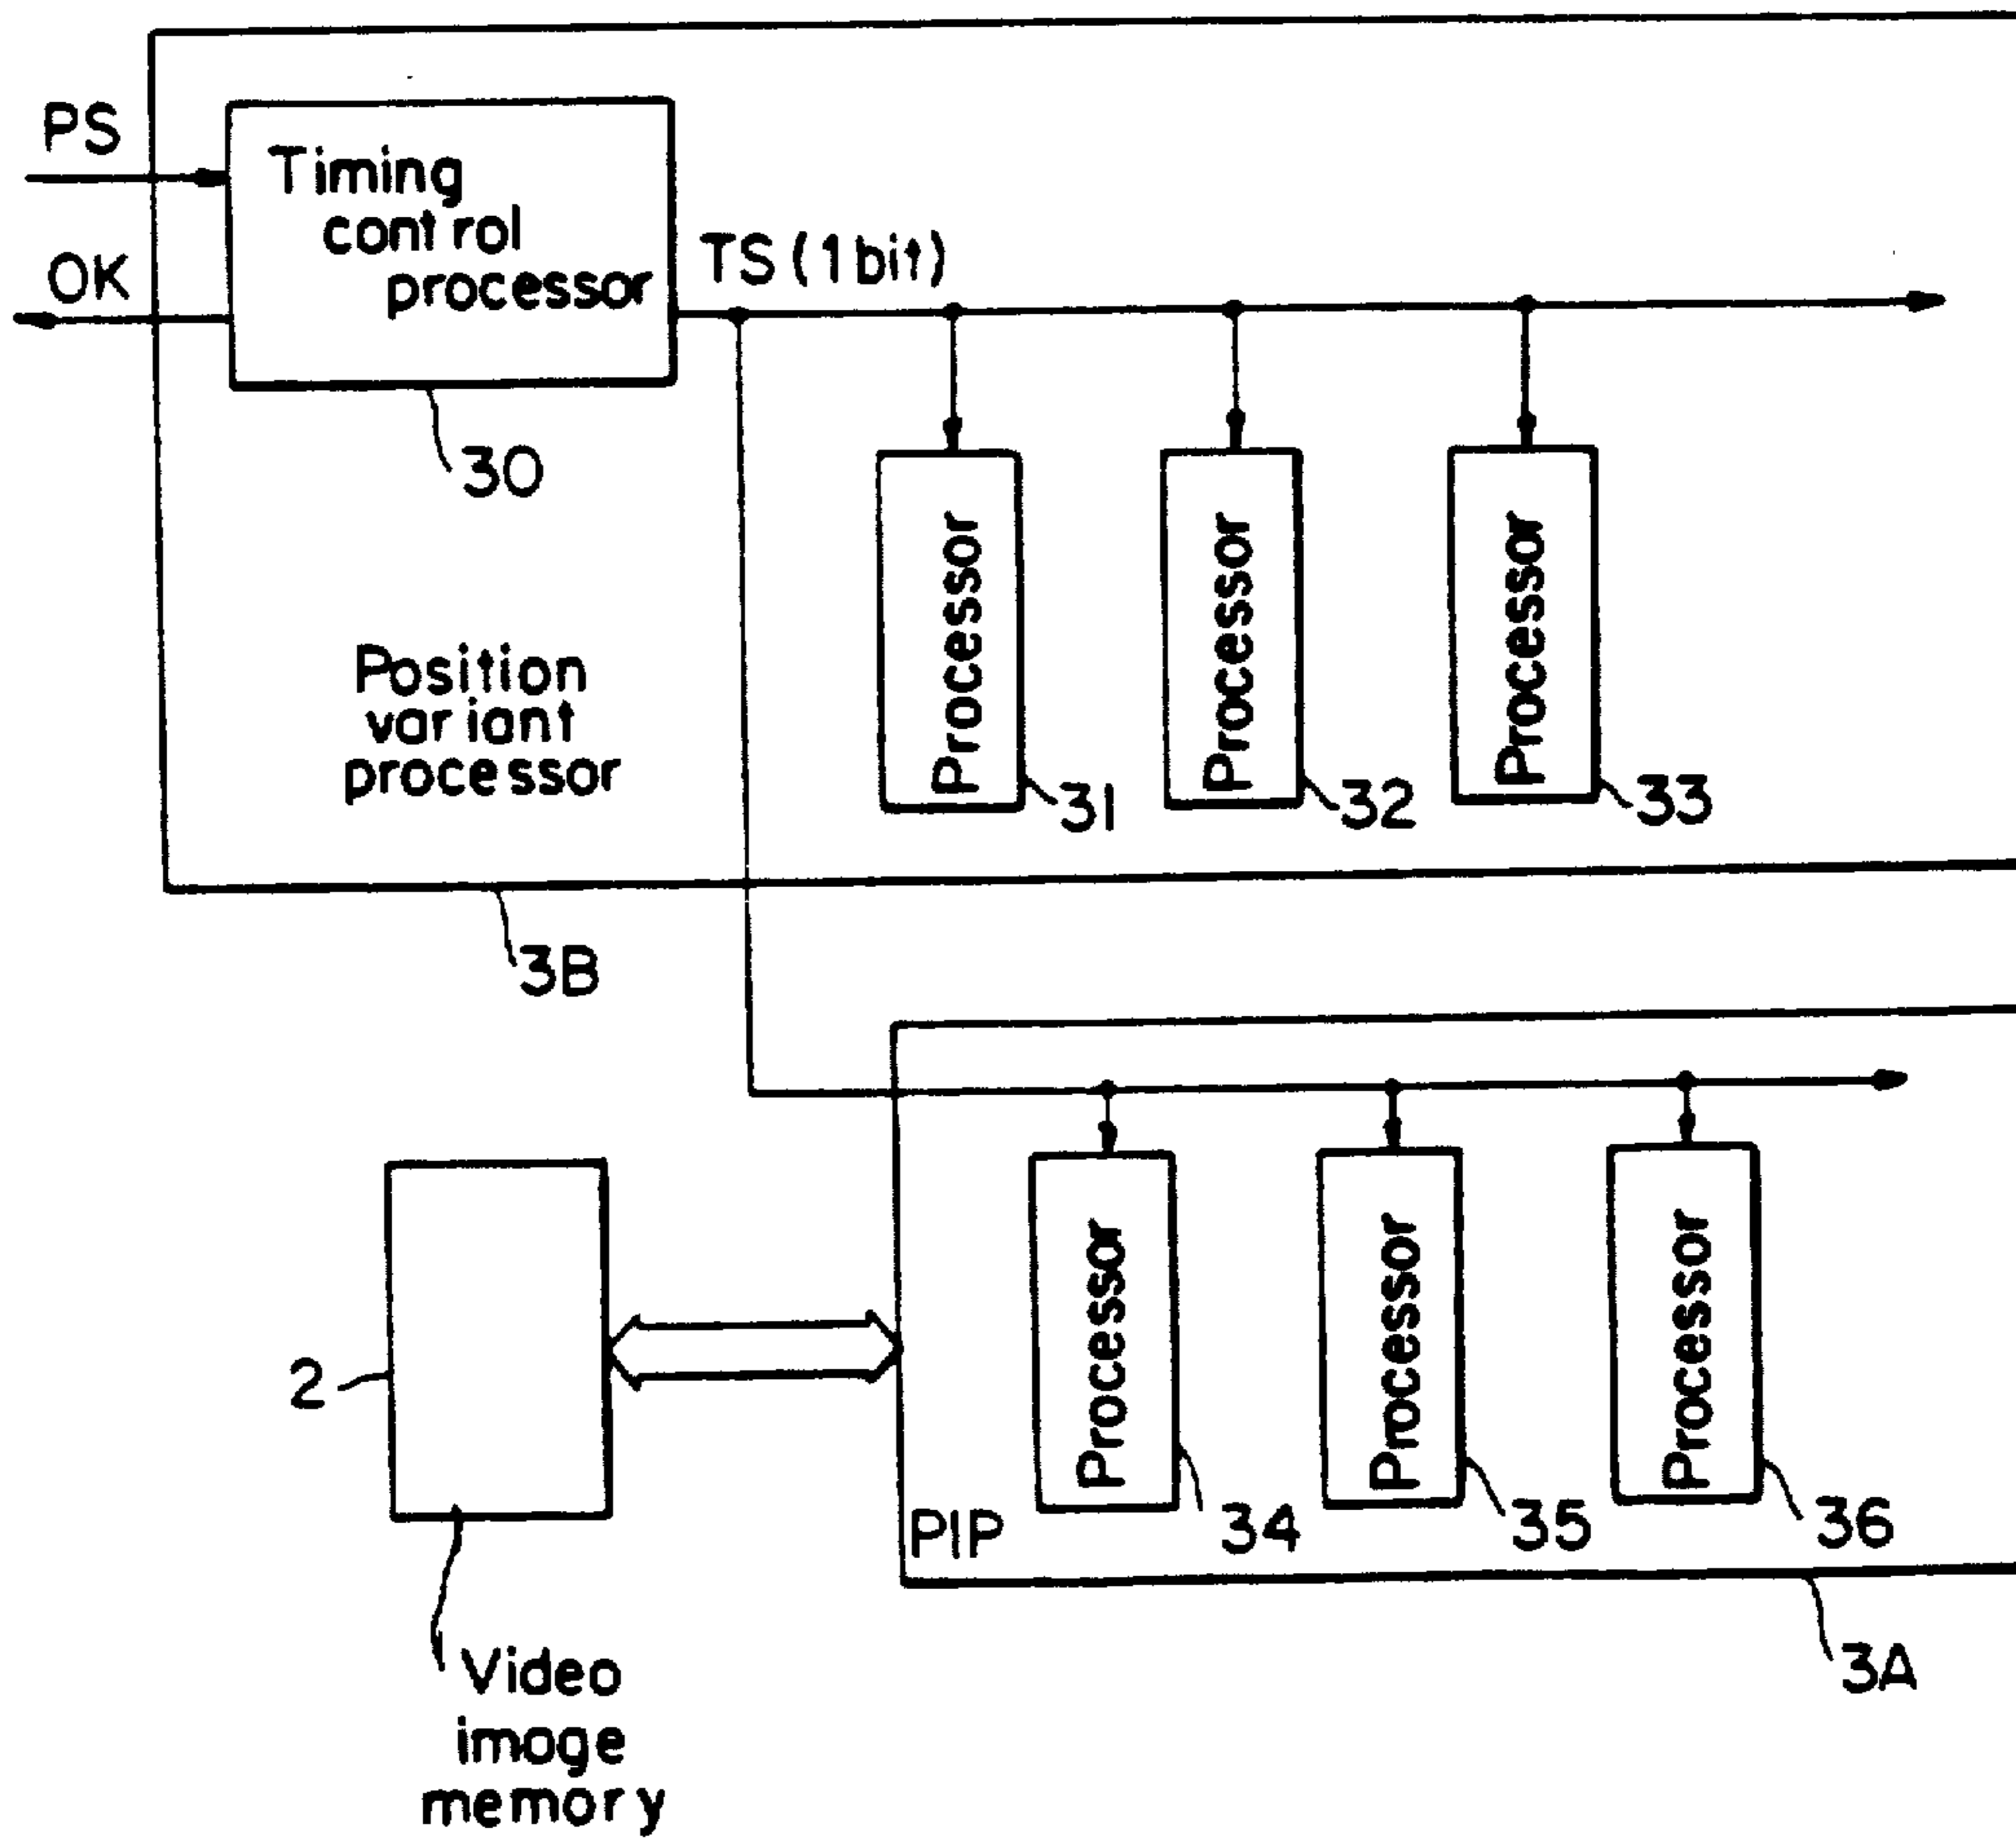 PS
Timing
control
processor
OK
TS (1bit)
30
Processor
Processor
Processor
31
32
33
Position
variant
processor
3B
Processor
Processor
Processor
2
PIP
34
35
36
3A
Video
image
memory